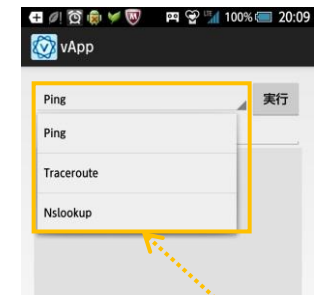 100% 20:09
vApp
Ping 実行
Ping
Traceroute
Nslookup